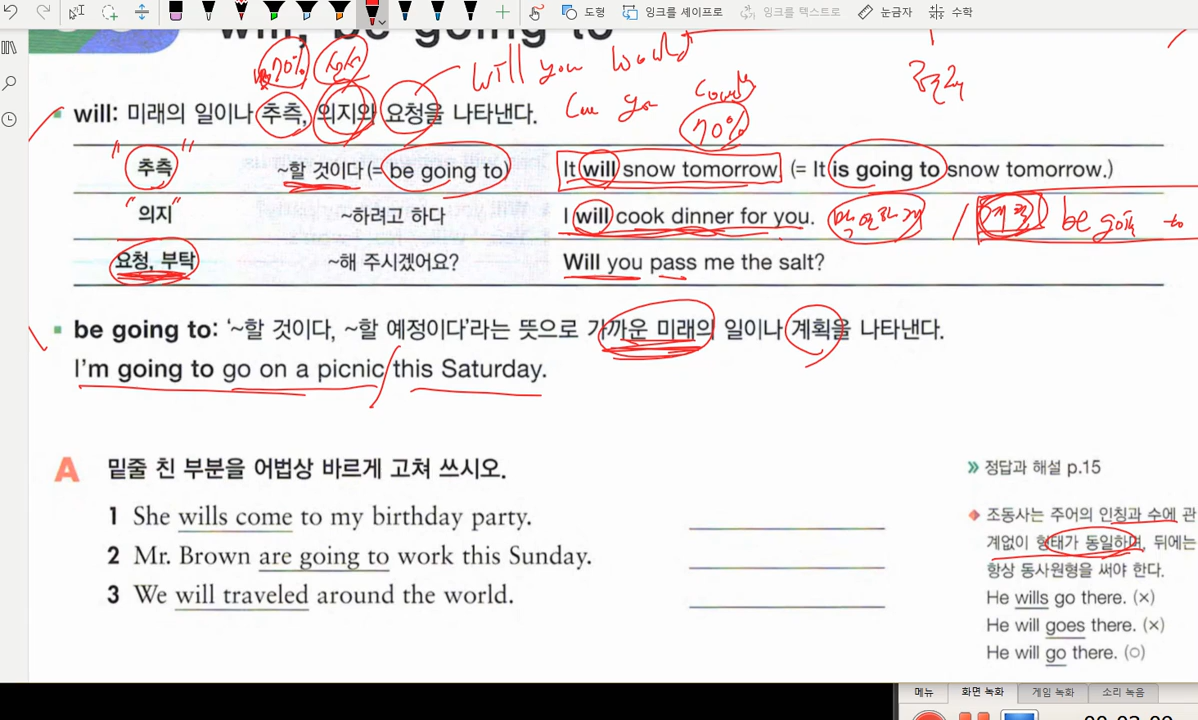 도형 잉크를 셰이프로 잉크를 텍스트로 눈금자 수학
will, be going to
70%
will you would
can you could
70%
will: 미래의 일이나 추측, 의지와 요청을 나타낸다.
"추측" ~할 것이다(= be going to) It will snow tomorrow. (= It is going to snow tomorrow.)
"의지" ~하려고 하다 I will cook dinner for you. / 계획 be going to
요청, 부탁 ~해 주시겠어요? Will you pass me the salt?
be going to: '~할 것이다, ~할 예정이다'라는 뜻으로 가까운 미래의 일이나 계획을 나타낸다.
I'm going to go on a picnic / this Saturday.
A 밑줄 친 부분을 어법상 바르게 고쳐 쓰시오.
1 She wills come to my birthday party.
2 Mr. Brown are going to work this Sunday.
3 We will traveled around the world.
정답과 해설 p.15
조동사는 주어의 인칭과 수에 관
계없이 형태가 동일하며, 뒤에는
항상 동사원형을 써야 한다.
He wills go there. (×)
He will goes there. (×)
He will go there. (○)
메뉴 화면 녹화 게임 녹화 소리 녹음